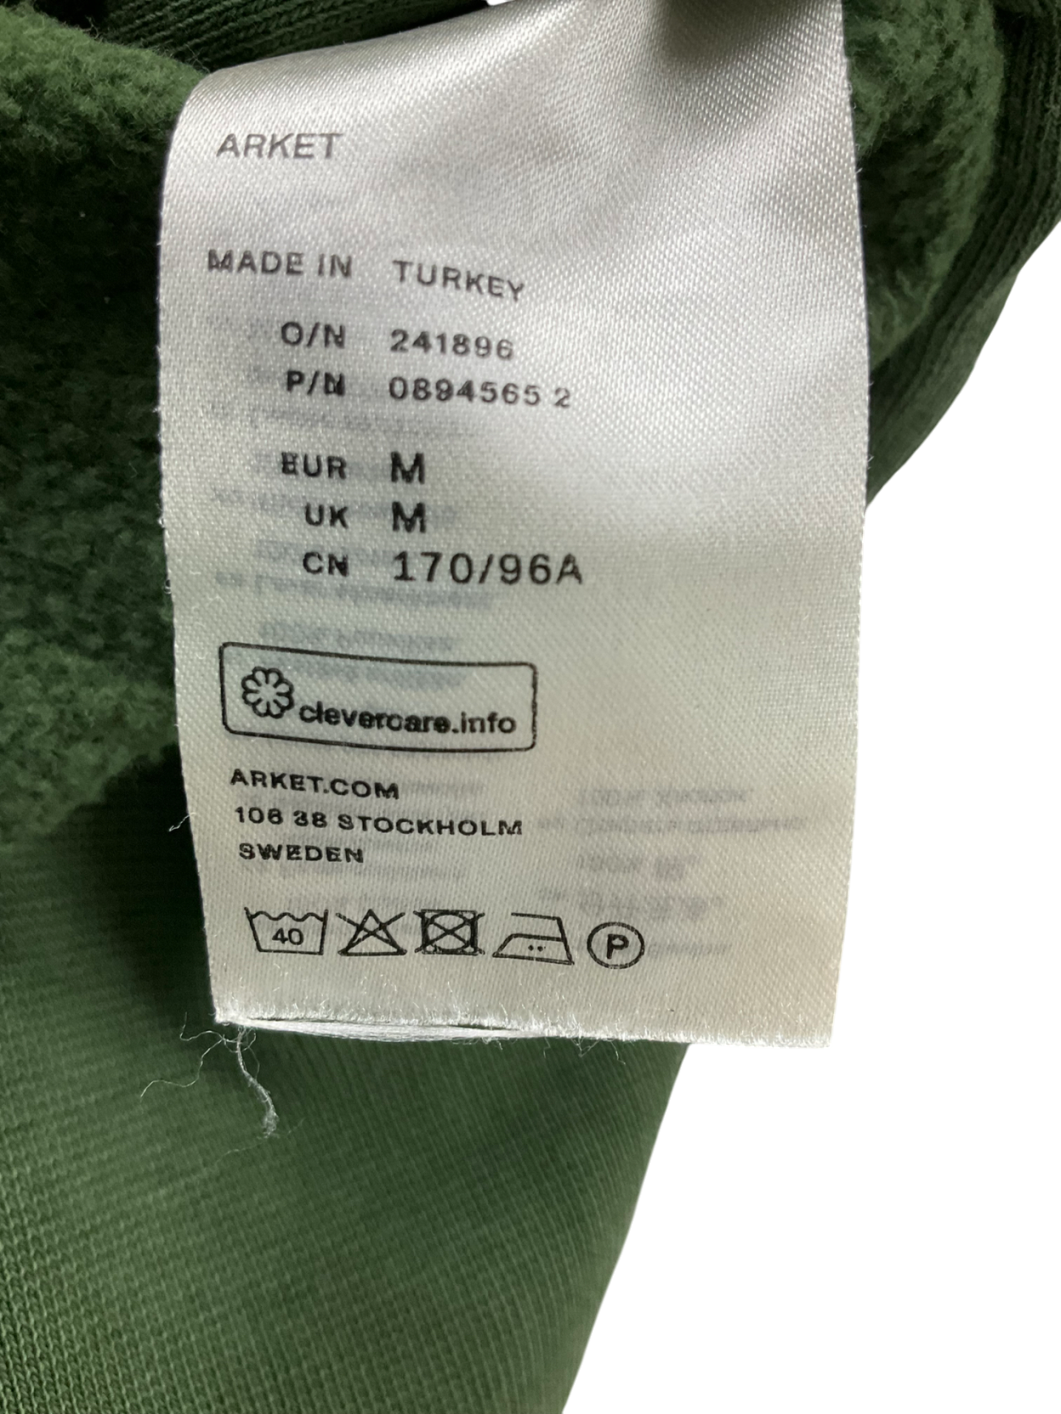 ARKET
MADE IN TURKEY
O/N 241896
P/N 0894565 2
EUR M
UK M
CN 170/96A
clevercare.info
ARKET.COM
106 38 STOCKHOLM
SWEDEN
40
P